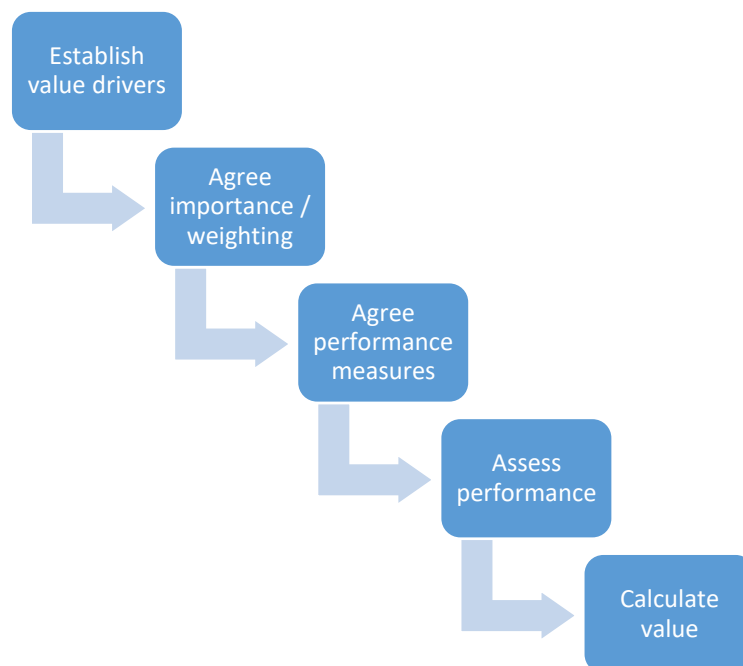 Establish
value drivers
Agree
importance /
weighting
Agree
performance
measures
Assess
performance
Calculate
value